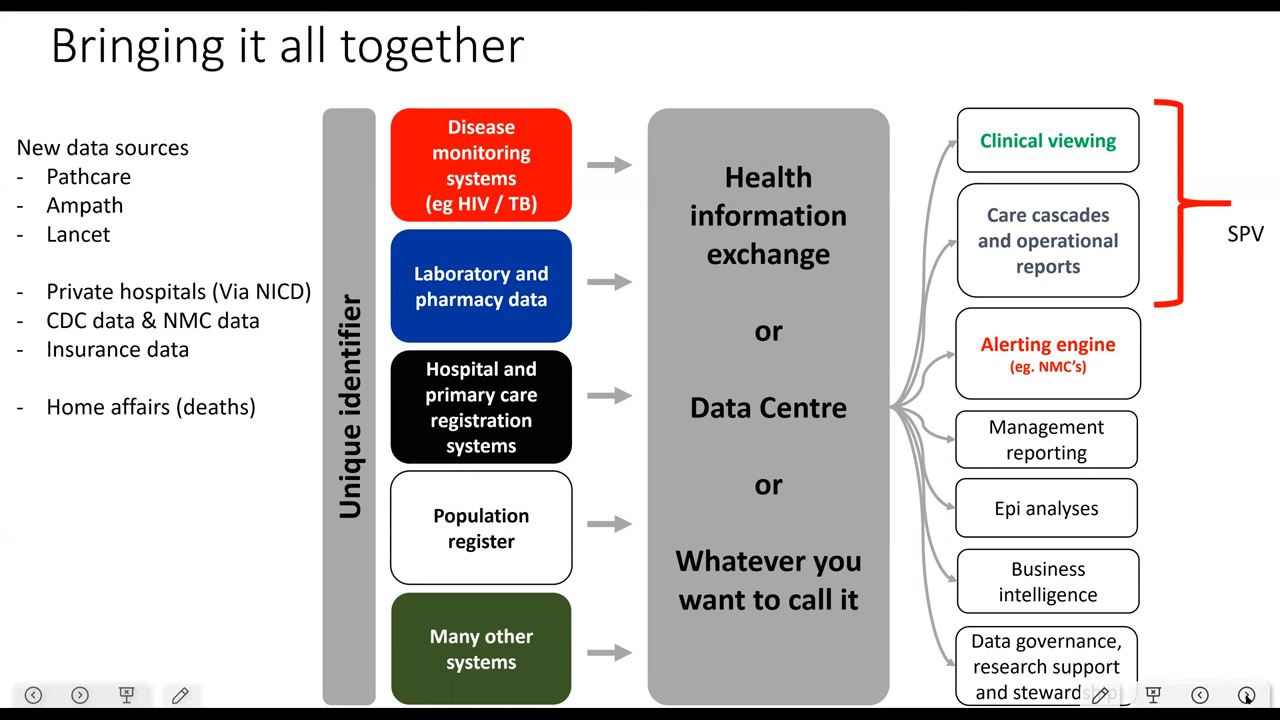 Bringing it all together
New data sources
- Pathcare
- Ampath
- Lancet
- Private hospitals (Via NICD)
- CDC data & NMC data
- Insurance data
- Home affairs (deaths)
Unique identifier
Disease
monitoring
systems
(eg HIV / TB)
Laboratory and
pharmacy data
Hospital and
primary care
registration
systems
Population
register
Many other
systems
Health
information
exchange
or
Data Centre
or
Whatever you
want to call it
Clinical viewing
Care cascades
and operational
reports
Alerting engine
(eg. NMC’s)
Management
reporting
Epi analyses
Business
intelligence
Data governance,
research support
and stewardship
SPV